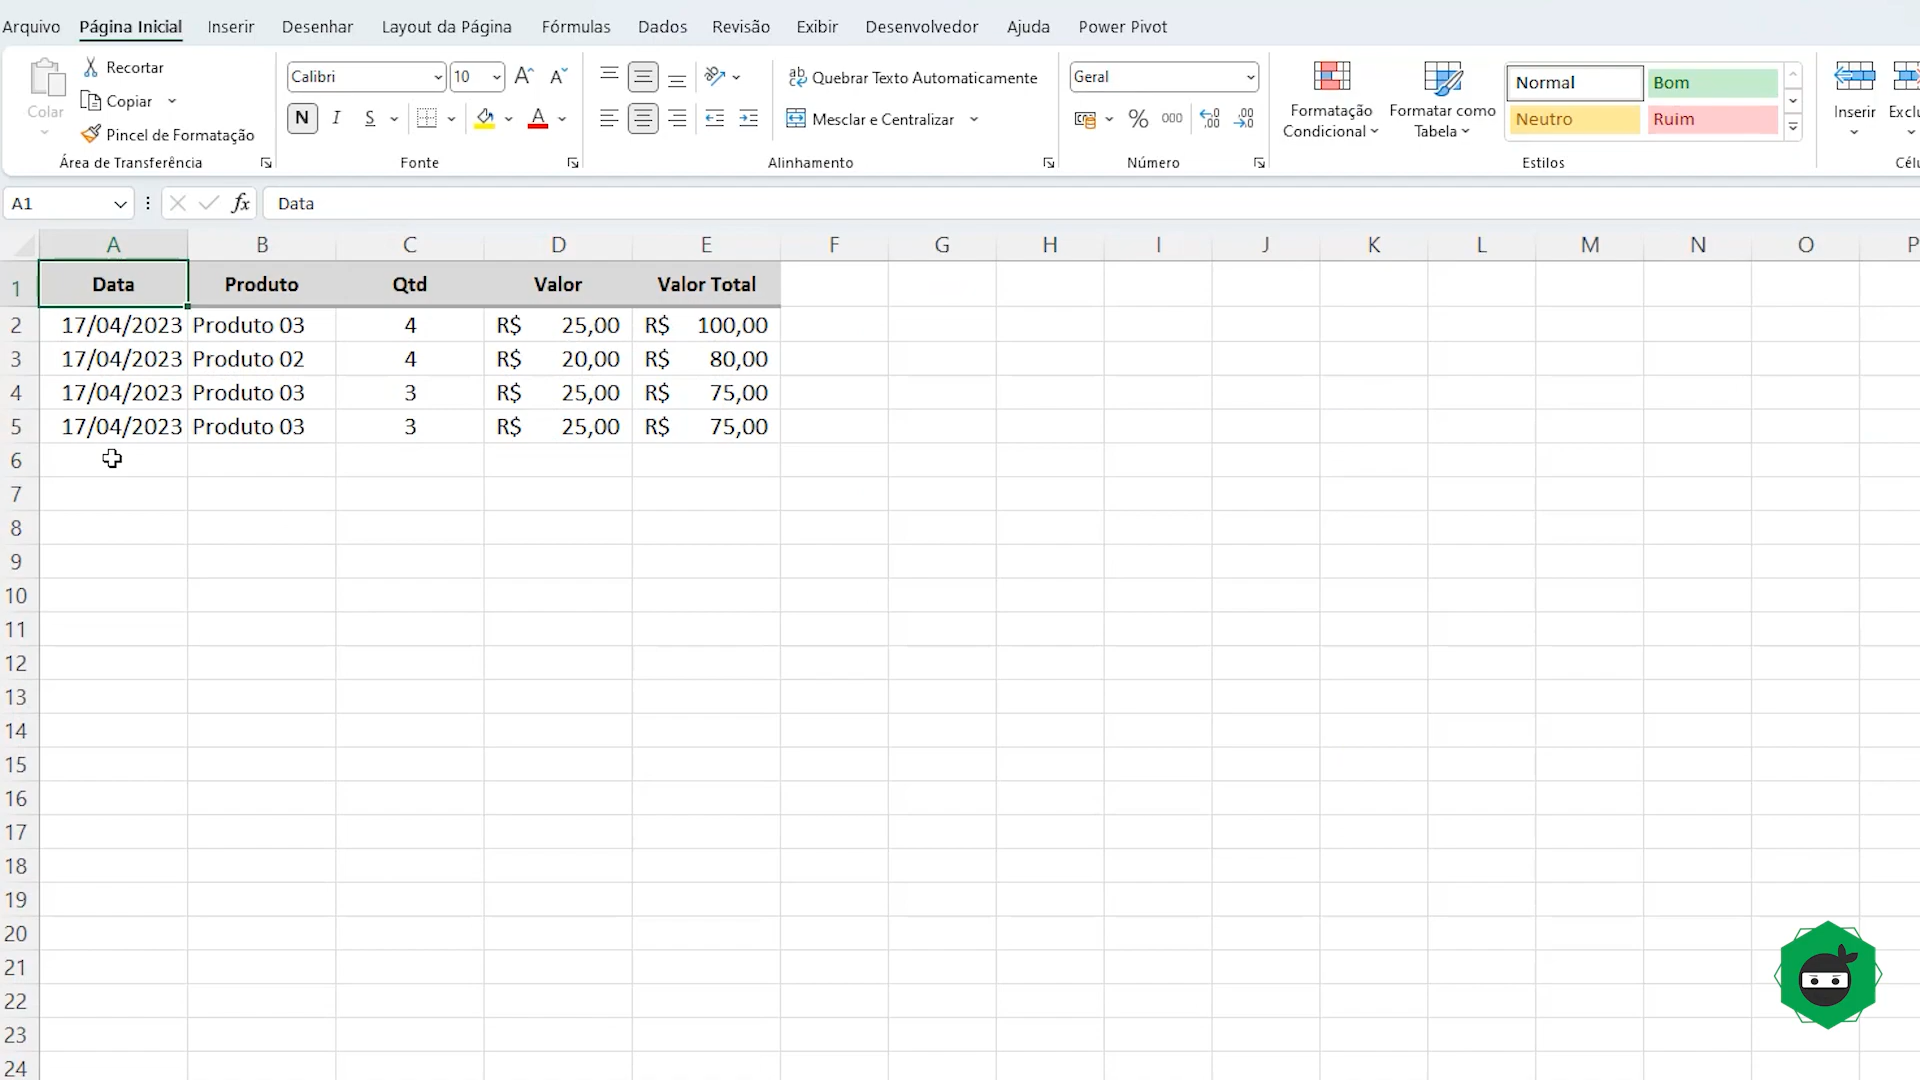 Arquivo Página Inicial Inserir Desenhar Layout da Página Fórmulas Dados Revisão Exibir Desenvolvedor Ajuda Power Pivot
Colar
Recortar
Copiar
Pincel de Formatação
Área de Transferência
Calibri 10
N I S A
Fonte
Quebrar Texto Automaticamente
Mesclar e Centralizar
Alinhamento
Geral
% 000
Número
Formatação Condicional
Formatar como Tabela
Normal Bom
Neutro Ruim
Estilos
Inserir Exclu
Célu
A1 fx Data
A B C D E F G H I J K L M N O P
1 Data Produto Qtd Valor Valor Total
2 17/04/2023 Produto 03 4 R$ 25,00 R$ 100,00
3 17/04/2023 Produto 02 4 R$ 20,00 R$ 80,00
4 17/04/2023 Produto 03 3 R$ 25,00 R$ 75,00
5 17/04/2023 Produto 03 3 R$ 25,00 R$ 75,00
6
7
8
9
10
11
12
13
14
15
16
17
18
19
20
21
22
23
24